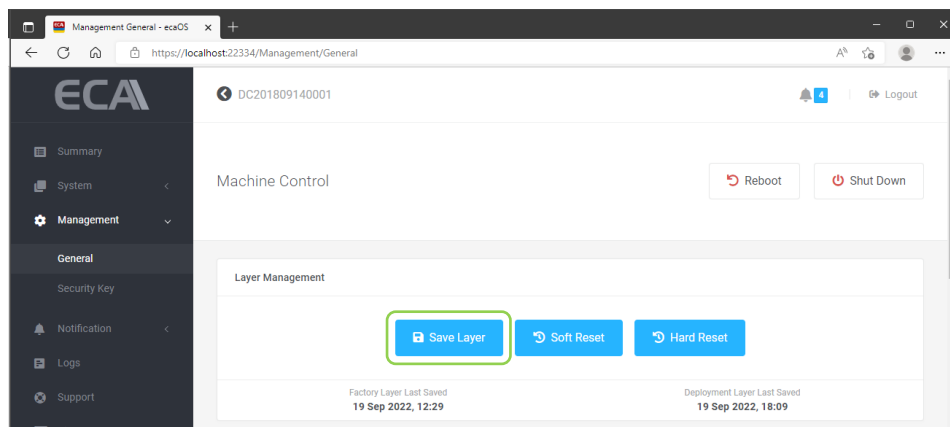 Management General - ecaOS
https://localhost:22334/Management/General
ECA
DC201809140001
4
Logout
Summary
System
Machine Control
Reboot
Shut Down
Management
General
Layer Management
Security Key
Save Layer
Soft Reset
Hard Reset
Notification
Logs
Support
Factory Layer Last Saved
Deployment Layer Last Saved
19 Sep 2022, 12:29
19 Sep 2022, 18:09